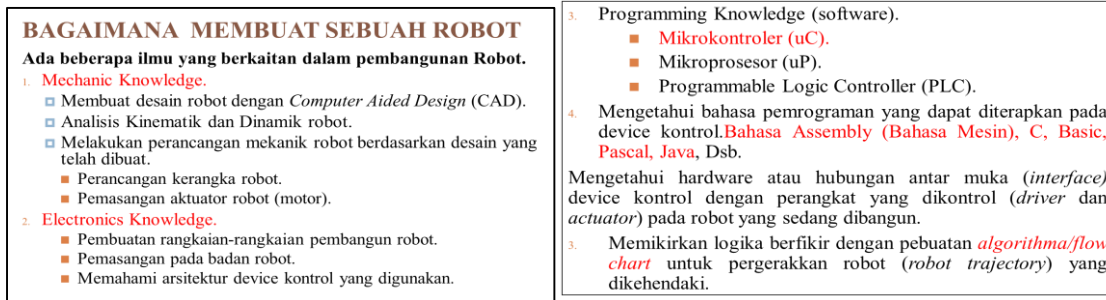 BAGAIMANA MEMBUAT SEBUAH ROBOT
Ada beberapa ilmu yang berkaitan dalam pembangunan Robot.
1. Mechanic Knowledge.
Membuat desain robot dengan Computer Aided Design (CAD).
Analisis Kinematik dan Dinamik robot.
Melakukan perancangan mekanik robot berdasarkan desain yang
telah dibuat.
Perancangan kerangka robot.
Pemasangan aktuator robot (motor).
2. Electronics Knowledge.
Pembuatan rangkaian-rangkaian pembangun robot.
Pemasangan pada badan robot.
Memahami arsitektur device kontrol yang digunakan.
3. Programming Knowledge (software).
Mikrokontroler (uC).
Mikroprosesor (uP).
Programmable Logic Controller (PLC).
4. Mengetahui bahasa pemrograman yang dapat diterapkan pada
device kontrol.Bahasa Assembly (Bahasa Mesin), C, Basic,
Pascal, Java, Dsb.
Mengetahui hardware atau hubungan antar muka (interface)
device kontrol dengan perangkat yang dikontrol (driver dan
actuator) pada robot yang sedang dibangun.
3. Memikirkan logika berfikir dengan pebuatan algorithma/flow
chart untuk pergerakkan robot (robot trajectory) yang
dikehendaki.